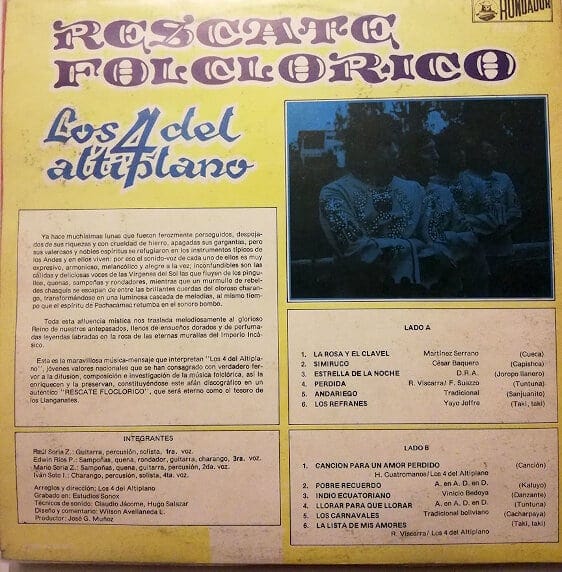 RONDADOR
RESCATE
FOLCLORICO
Los 4 del
altiplano
Ya hace muchísimas lunas que fueron ferozmente perseguidos, despoja-
dos de sus riquezas y con crueldad de hierro, apagadas sus gargantas, pero
sus valerosos y nobles espíritus se refugiaron en los instrumentos típicos de
los Andes y en ellos viven: por eso el sonido-voz de cada uno de ellos es muy
expresivo, armonioso, melancólico y alegre a la vez; inconfundibles son las
cálidas y deliciosas voces de las Vírgenes del Sol las que fluyen de los pingu-
llos, quenas, sampoñas y rondadores, mientras que un murmullo de rebel-
des chasquis se escapan de entre las brillantes cuerdas del gloroso charan-
go, transformándose en una luminosa cascada de melodías, al mismo tiempo
que el espíritu de Pachacámac retumba en el sonoro bombo.
Toda esta afluencia mística nos traslada melodiosamente al glorioso
Reino de nuestros antepasados, llenos de ensueños dorados y de perfuma-
das leyendas labradas en la roca de las eternas murallas del Imperio Incá-
sico.
Esta es la maravillosa música-mensaje que interpretan "Los 4 del Altipla-
no", jóvenes valores nacionales que se han consagrado con verdadero fer-
vor a la difusión, composición e investigación de la música folclórica, así la
enriquecen y la preservan, constituyéndose este afán discográfico en un
auténtico "RESCATE FLOCLORICO", que será eterno como el tesoro de
los Llanganates.
LADO A
1. LA ROSA Y EL CLAVEL Martínez Serrano (Cueca)
2. SIMIRUCO César Baquera (Capishca)
3. ESTRELLA DE LA NOCHE D.R.A. (Joropo llanero)
4. PERDIDA R. Viscarra/ F. Suazzo (Tuntuna)
5. ANDARIEGO Tradicional (Sanjuanito)
6. LOS REFRANES Yayo Joffre (Taki, taki)
INTEGRANTES
Raúl Soria Z.: Guitarra, percusión, solista, 1ra. voz.
Edwin Ríos P.: Sampoñas, quena, rondador, guitarra, charango, 3ra. voz.
Mario Soria Z.: Sampoñas, quena, guitarra, percusión, 2da. voz.
Iván Soto I.: Charango, percusión, solista, 4ta. voz.
Arreglos y dirección: Los 4 del Altiplano
Grabado en: Estudios Sonox
Técnicos de sonido: Claudio Jácome, Hugo Salazar
Diseño y comentario: Wilson Avellaneda L.
Productor: José G. Muñoz
LADO B
1. CANCION PARA UN AMOR PERDIDO (Canción)
H. Cuatromanos/ Los 4 del Altiplano
2. POBRE RECUERDO A. en A. D. en D. (Kaluyo)
3. INDIO ECUATORIANO Vinicio Bedoya (Danzante)
4. LLORAR PARA QUE LLORAR A. en A. D. en D. (Tuntuna)
5. LOS CARNAVALES Tradicional boliviano (Cacharpaya)
6. LA LISTA DE MIS AMORES (Taki, taki)
R. Viscarra/ Los 4 del Altiplano